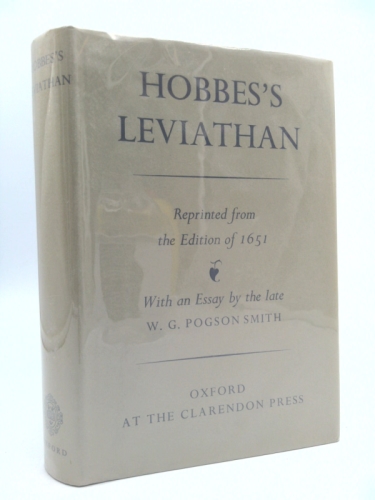 HOBBES'S
LEVIATHAN
Reprinted from
the Edition of 1651
With an Essay by the late
W. G. POGSON SMITH
OXFORD
AT THE CLARENDON PRESS
HOBBES'S
LEVIATHAN
OXFORD